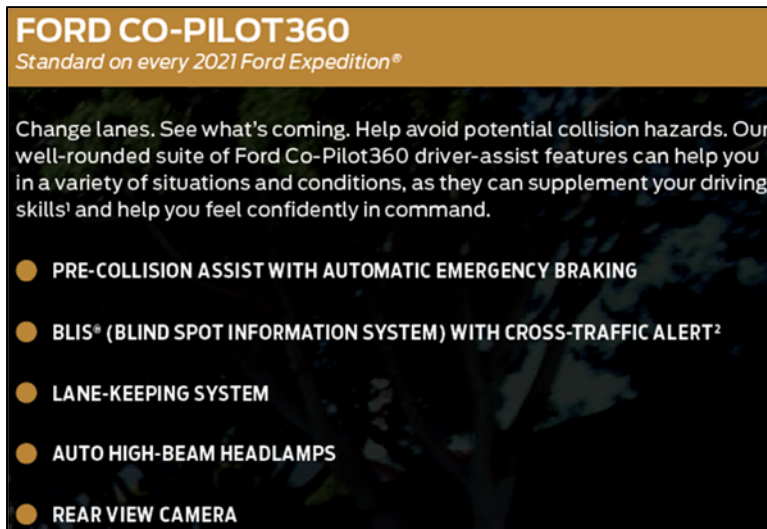 FORD CO-PILOT360
Standard on every 2021 Ford Expedition®
Change lanes. See what's coming. Help avoid potential collision hazards. Our
well-rounded suite of Ford Co-Pilot360 driver-assist features can help you
in a variety of situations and conditions, as they can supplement your driving
skills¹ and help you feel confidently in command.
PRE-COLLISION ASSIST WITH AUTOMATIC EMERGENCY BRAKING
BLIS® (BLIND SPOT INFORMATION SYSTEM) WITH CROSS-TRAFFIC ALERT²
LANE-KEEPING SYSTEM
AUTO HIGH-BEAM HEADLAMPS
REAR VIEW CAMERA